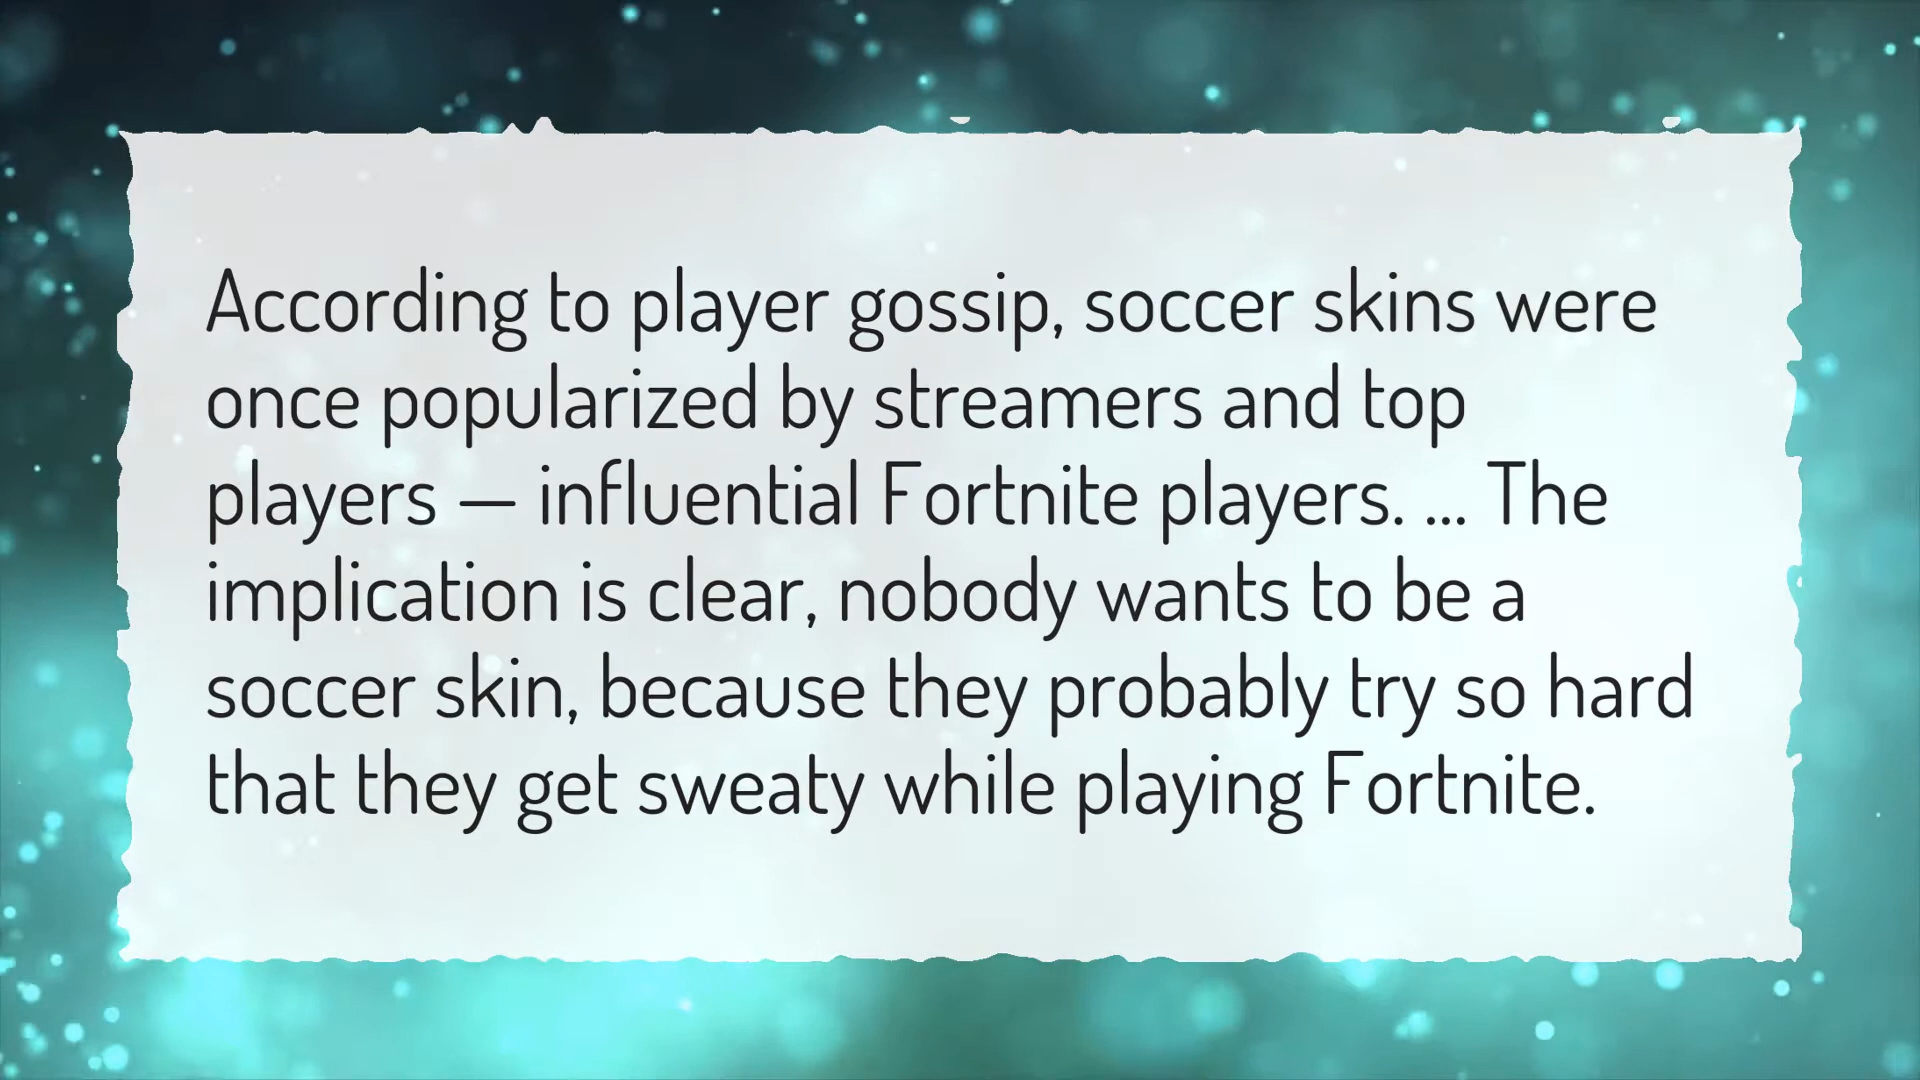 According to player gossip, soccer skins were
once popularized by streamers and top
players — influential Fortnite players. ... The
implication is clear, nobody wants to be a
soccer skin, because they probably try so hard
that they get sweaty while playing Fortnite.